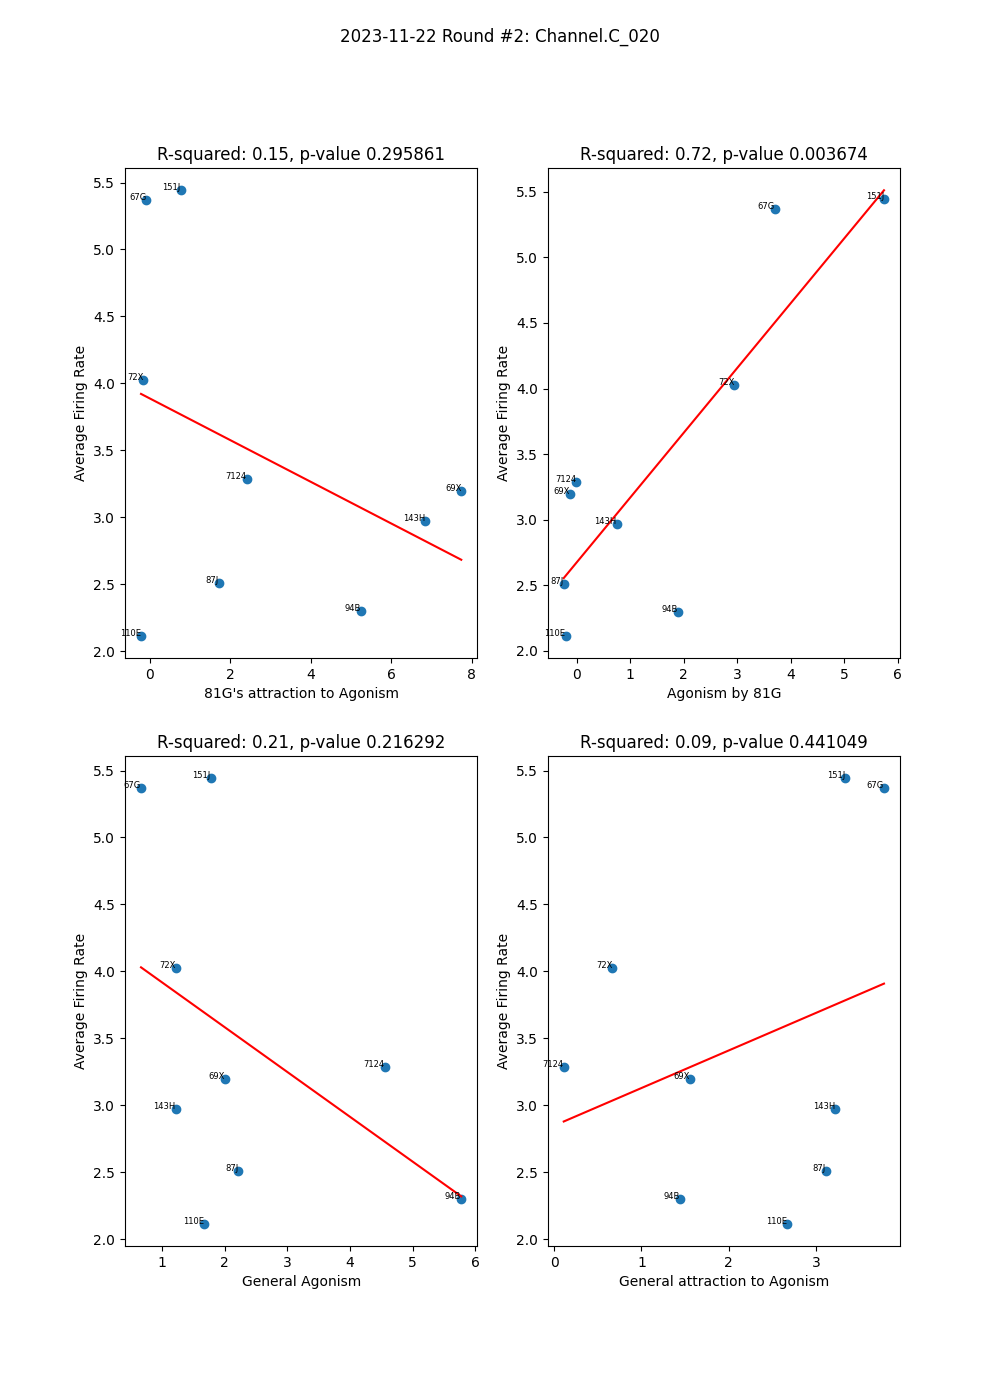 2023-11-22 Round #2: Channel.C_020
R-squared: 0.15, p-value 0.295861
5.5
5.0
4.5
4.0
3.5
3.0
2.5
2.0
Average Firing Rate
67G
151J
72X
7124
69X
143H
87J
94B
110E
0
2
4
6
8
81G's attraction to Agonism
R-squared: 0.72, p-value 0.003674
5.5
5.0
4.5
4.0
3.5
3.0
2.5
2.0
Average Firing Rate
151J
67G
72X
7124
69X
143H
87J
94B
110E
0
1
2
3
4
5
6
Agonism by 81G
R-squared: 0.21, p-value 0.216292
5.5
5.0
4.5
4.0
3.5
3.0
2.5
2.0
Average Firing Rate
151J
67G
72X
7124
69X
143H
87J
94B
110E
1
2
3
4
5
6
General Agonism
R-squared: 0.09, p-value 0.441049
5.5
5.0
4.5
4.0
3.5
3.0
2.5
2.0
Average Firing Rate
151J
67G
72X
7124
69X
143H
87J
94B
110E
0
1
2
3
General attraction to Agonism